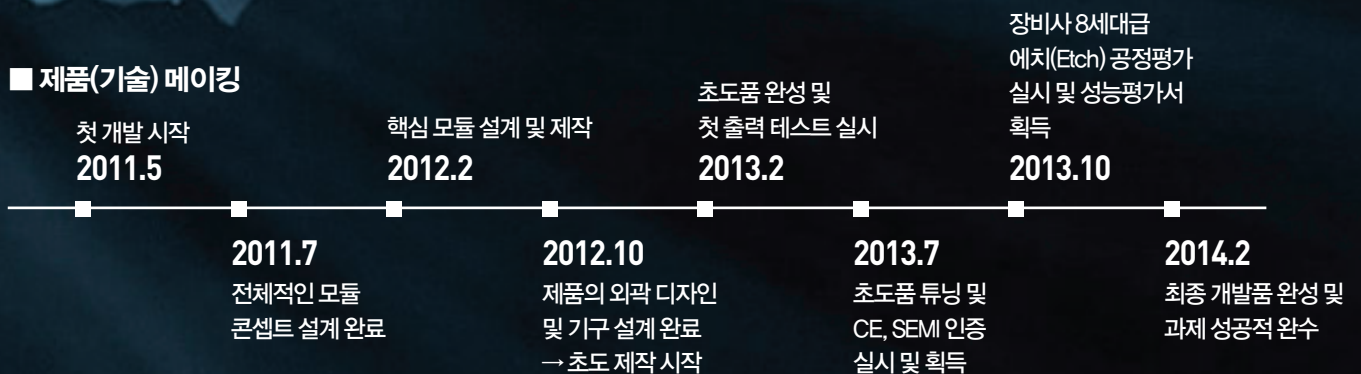 ■ 제품(기술) 메이킹
첫 개발 시작
2011.5
2011.7
전체적인 모듈
콘셉트 설계 완료
핵심 모듈 설계 및 제작
2012.2
2012.10
제품의 외곽 디자인
및 기구 설계 완료
→ 초도 제작 시작
초도품 완성 및
첫 출력 테스트 실시
2013.2
2013.7
초도품 튜닝 및
CE, SEMI 인증
실시 및 획득
장비사 8세대급
에치(Etch) 공정평가
실시 및 성능평가서
획득
2013.10
2014.2
최종 개발품 완성 및
과제 성공적 완수